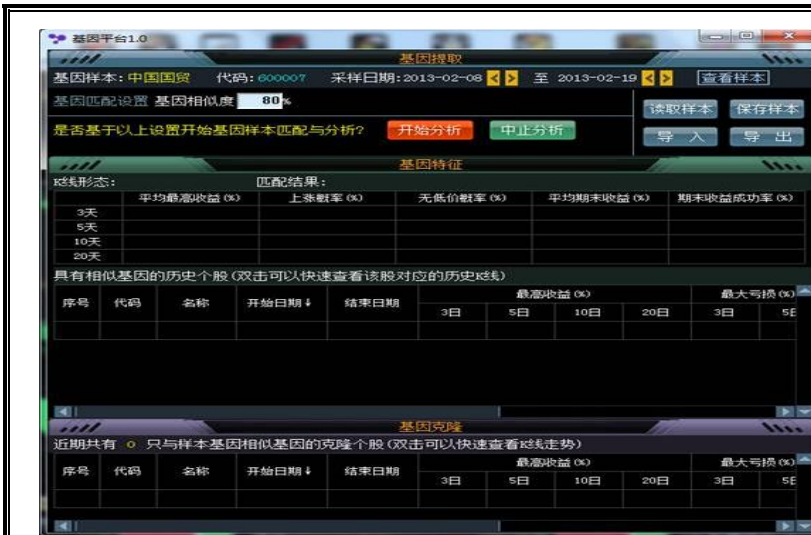 基因平台1.0
基因提取
基因样本:中国国贸 代码:600007 采样日期:2013-02-08 至 2013-02-19 查看样本
基因匹配设置 基因相似度 80% 读取样本 保存样本
是否基于以上设置开始基因样本匹配与分析? 开始分析 中止分析 导 入 导 出
基因特征
K线形态: 匹配结果:
平均最高收益(%) 上涨概率(%) 无低价概率(%) 平均期末收益(%) 期末收益成功率(%)
3天
5天
10天
20天
具有相似基因的历史个股(双击可以快速查看该股对应的历史K线)
序号 代码 名称 开始日期↓ 结束日期 最高收益(%) 最大亏损(%)
3日 5日 10日 20日 3日 5日
基因克隆
近期共有 0 只与样本基因相似基因的克隆个股(双击可以快速查看K线走势)
序号 代码 名称 开始日期↓ 结束日期 最高收益(%) 最大亏损(%)
3日 5日 10日 20日 3日 5日